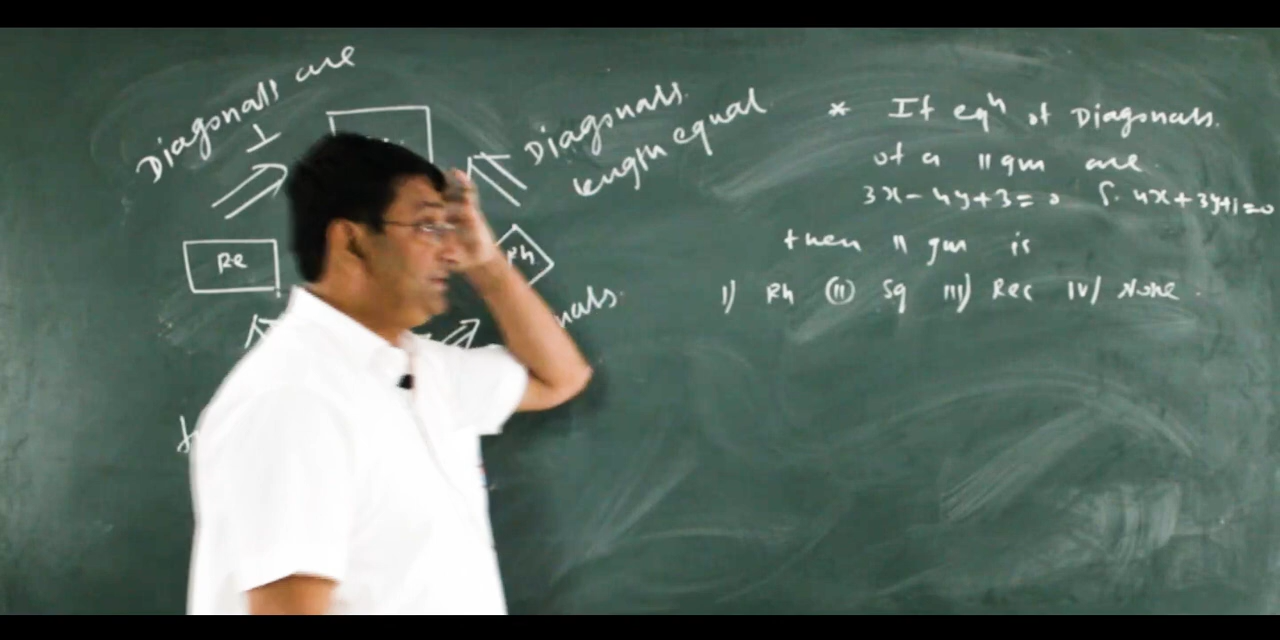 Diagonals are
⊥
Diagonals
length equal
Re
Rh
* If eqⁿ of Diagonals.
of a || gm are
3x - 4y + 3 = 0 & 4x + 3y + 1 = 0
then || gm is
i) Rh (ii) Sq iii) Rec iv) None